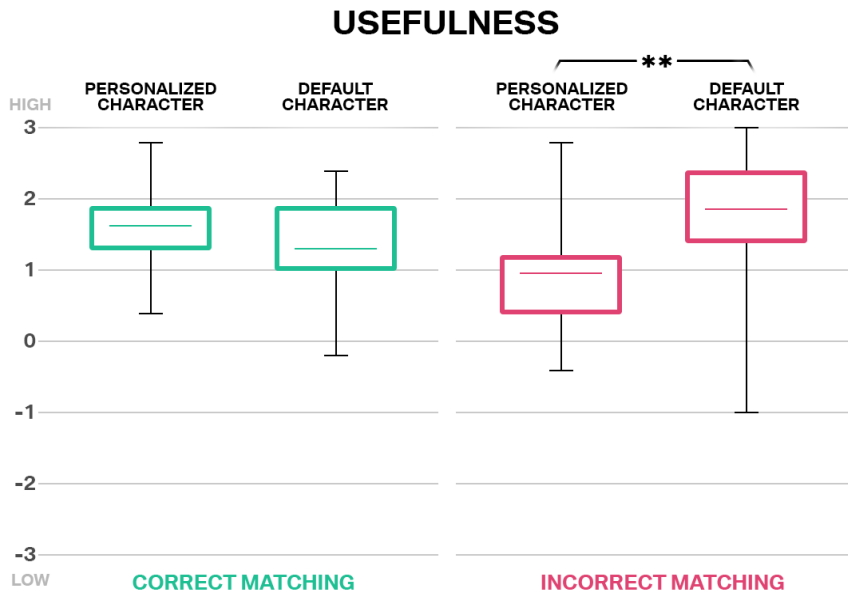 USEFULNESS
**
PERSONALIZED
CHARACTER
DEFAULT
CHARACTER
PERSONALIZED
CHARACTER
DEFAULT
CHARACTER
HIGH
3
2
1
0
-1
-2
-3
LOW
CORRECT MATCHING
INCORRECT MATCHING